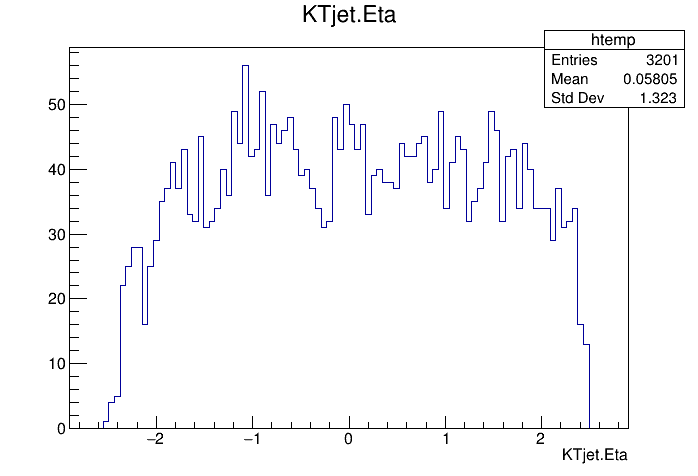 KTjet.Eta
htemp
Entries 3201
Mean 0.05805
Std Dev 1.323
50
40
30
20
10
0
−2 −1 0 1 2
KTjet.Eta